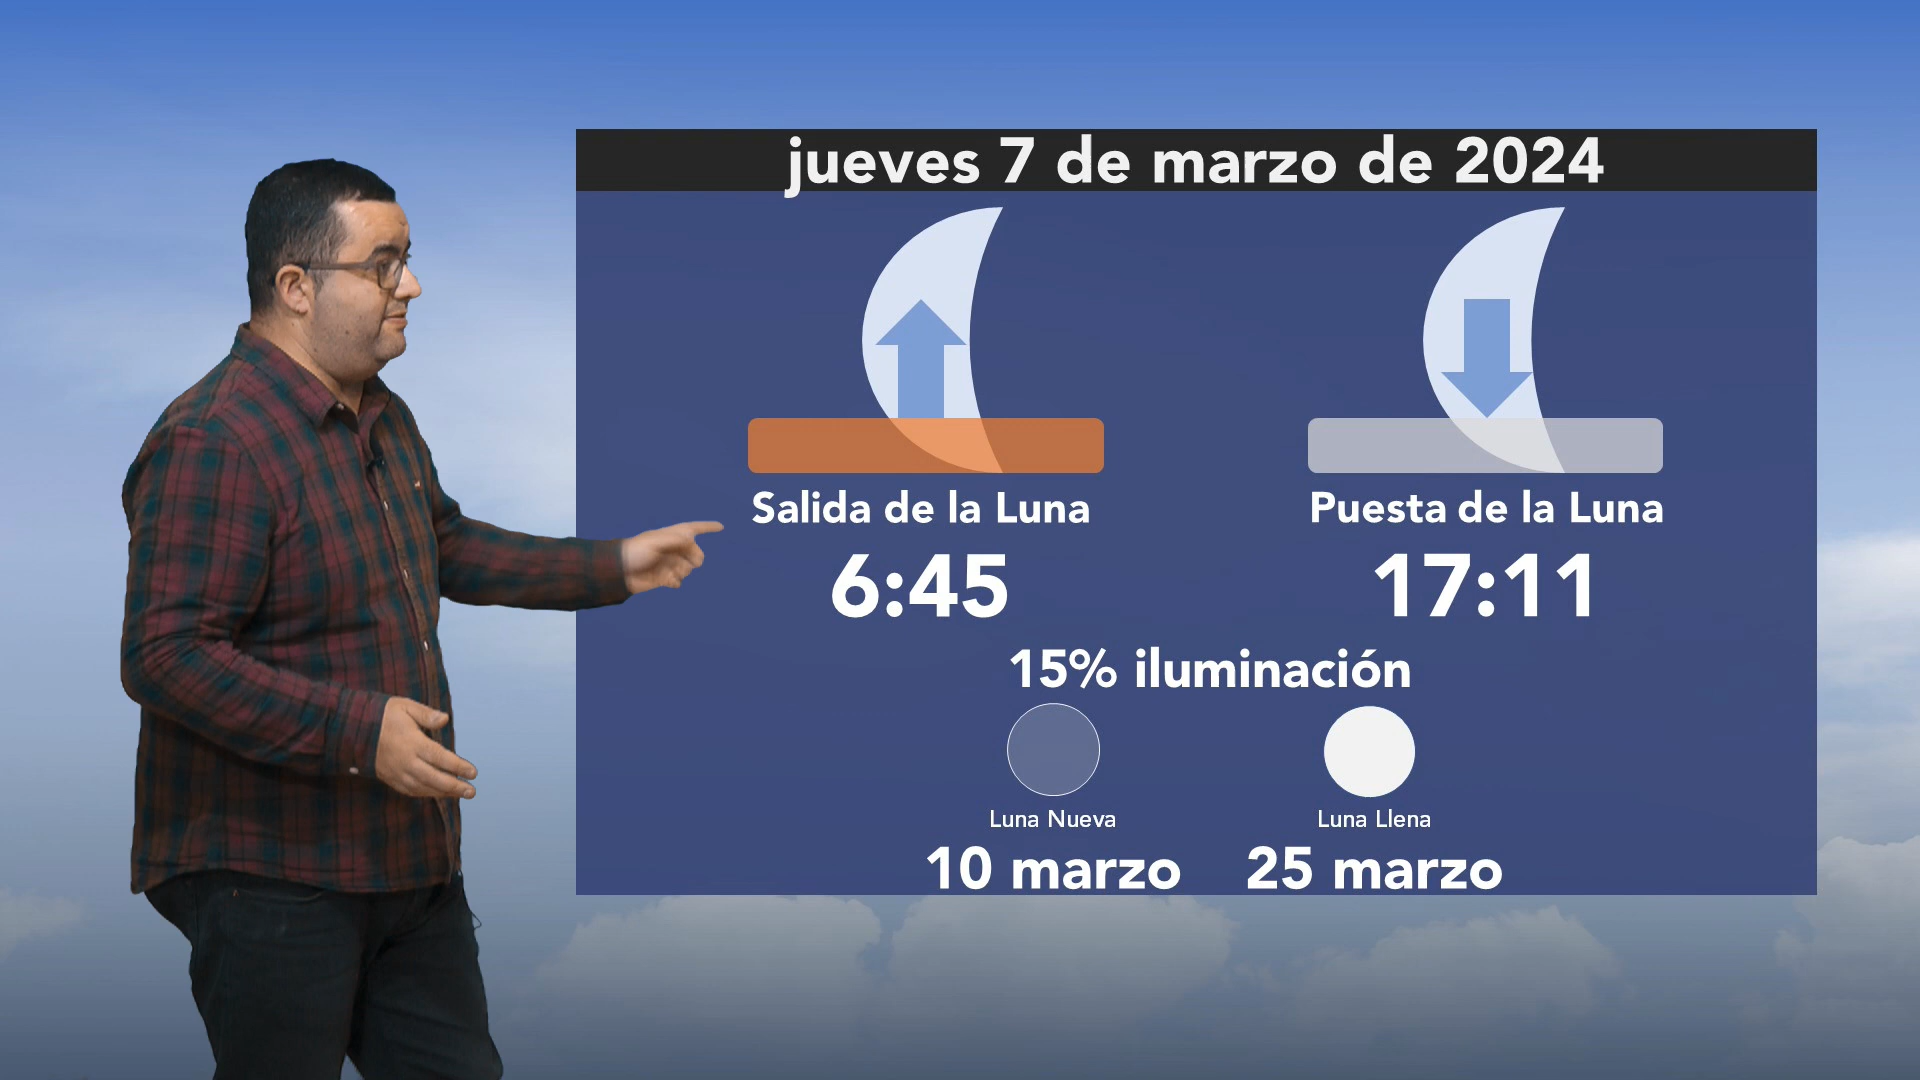 jueves 7 de marzo de 2024
Salida de la Luna
6:45
Puesta de la Luna
17:11
15% iluminación
Luna Nueva
10 marzo
Luna Llena
25 marzo